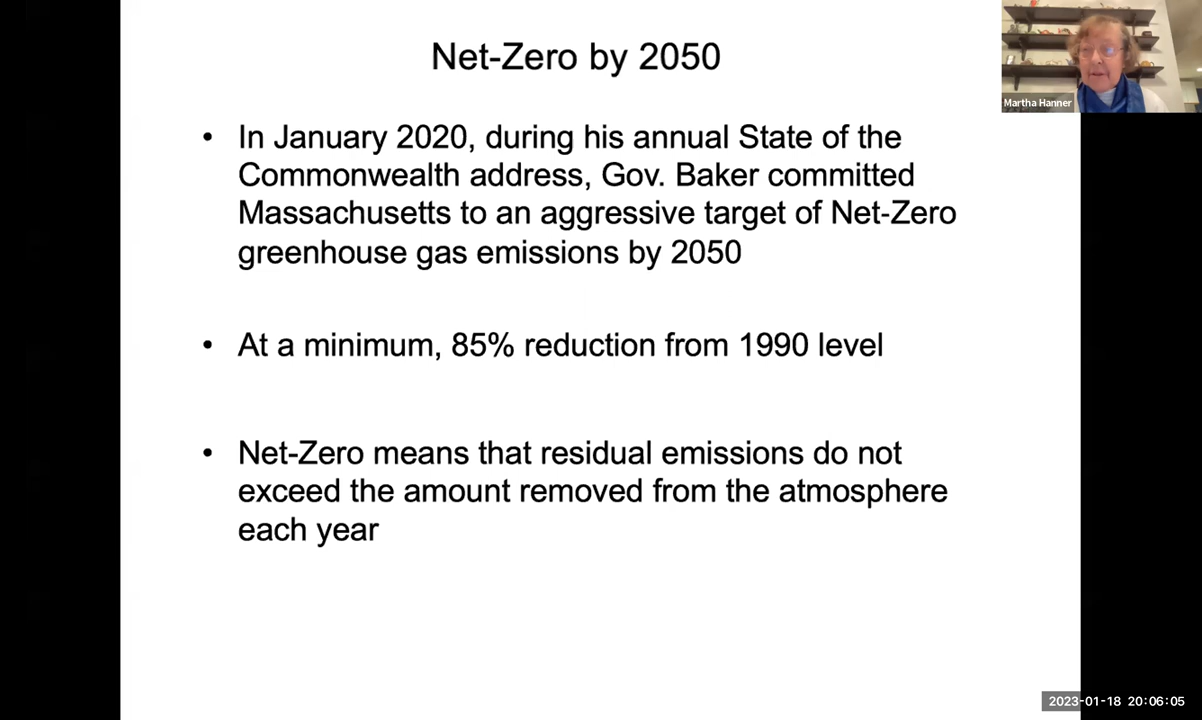 Net-Zero by 2050
Martha Hanner
• In January 2020, during his annual State of the
Commonwealth address, Gov. Baker committed
Massachusetts to an aggressive target of Net-Zero
greenhouse gas emissions by 2050
• At a minimum, 85% reduction from 1990 level
• Net-Zero means that residual emissions do not
exceed the amount removed from the atmosphere
each year
2023-01-18 20:06:05